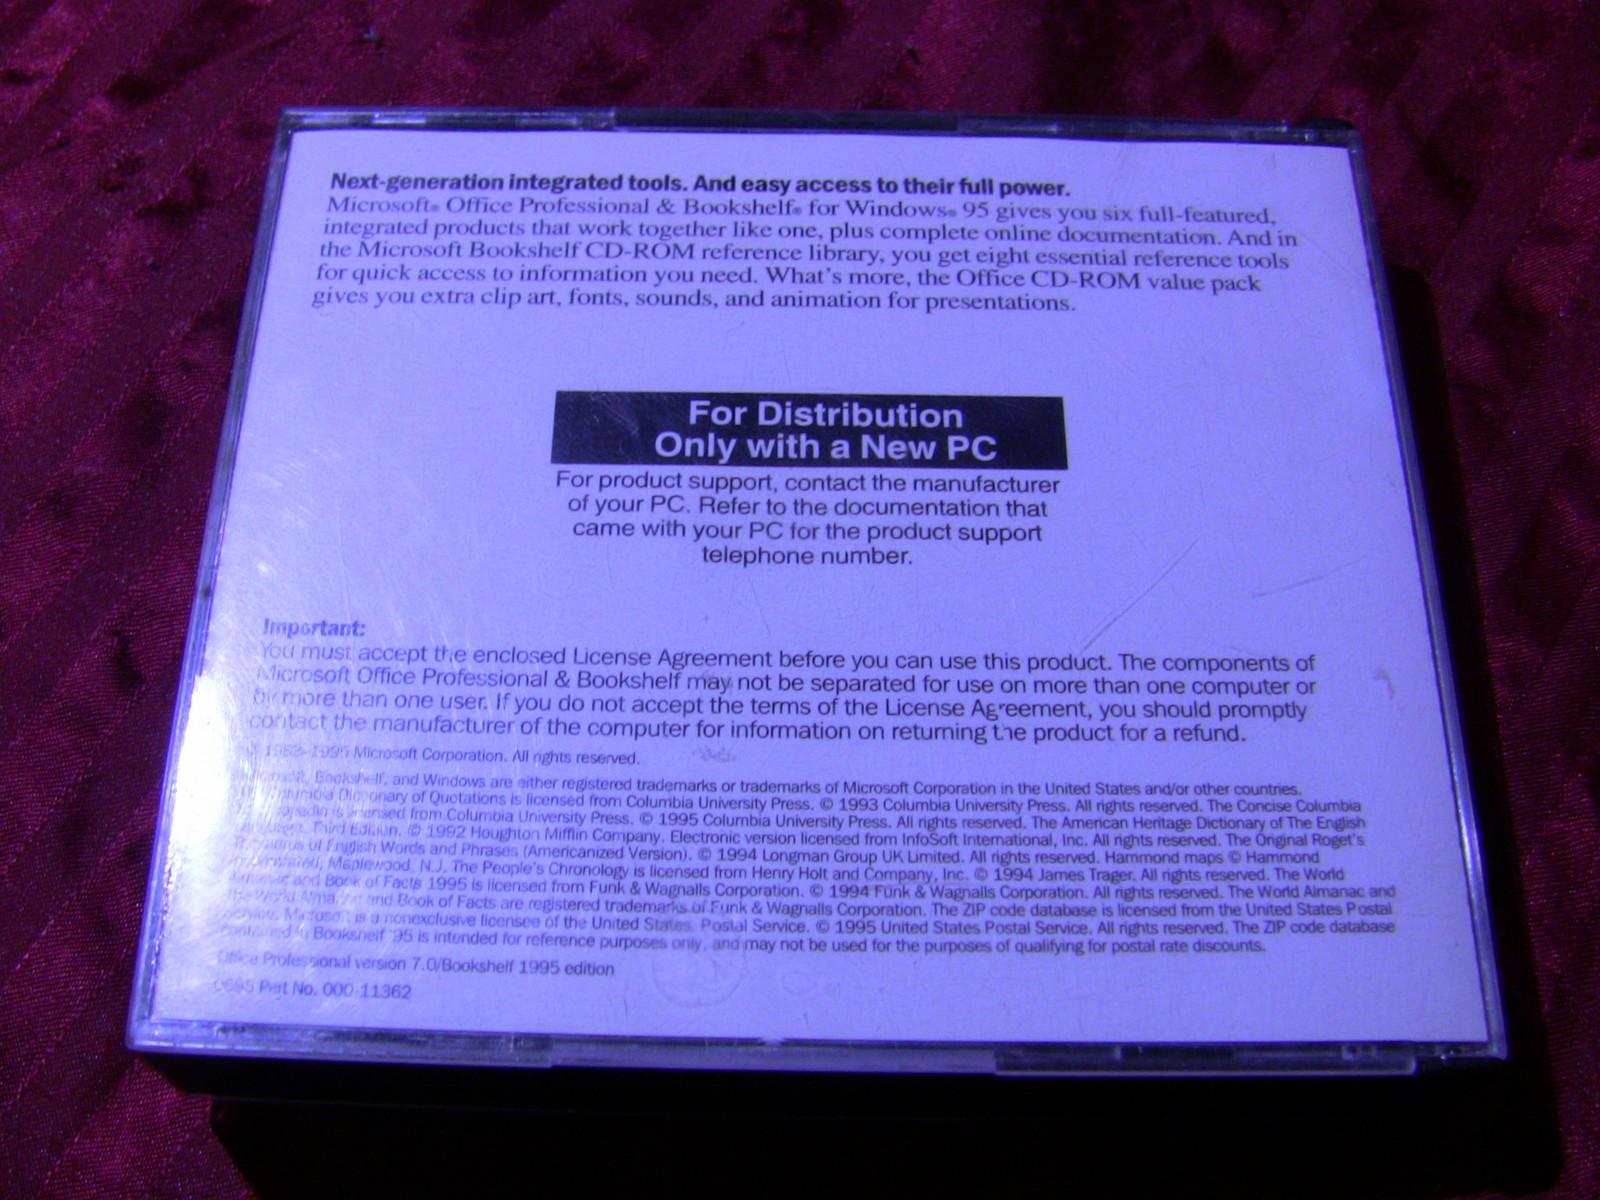 Next-generation integrated tools. And easy access to their full power.
Microsoft® Office Professional & Bookshelf® for Windows® 95 gives you six full-featured,
integrated products that work together like one, plus complete online documentation. And in
the Microsoft Bookshelf CD-ROM reference library, you get eight essential reference tools
for quick access to information you need. What's more, the Office CD-ROM value pack
gives you extra clip art, fonts, sounds, and animation for presentations.
For Distribution
Only with a New PC
For product support, contact the manufacturer
of your PC. Refer to the documentation that
came with your PC for the product support
telephone number.
Important:
You must accept the enclosed License Agreement before you can use this product. The components of
Microsoft Office Professional & Bookshelf may not be separated for use on more than one computer or
by more than one user. If you do not accept the terms of the License Agreement, you should promptly
contact the manufacturer of the computer for information on returning the product for a refund.
Microsoft Corporation. All rights reserved.
Microsoft, Bookshelf, and Windows are either registered trademarks or trademarks of Microsoft Corporation in the United States and/or other countries.
Columbia Dictionary of Quotations is licensed from Columbia University Press. © 1993 Columbia University Press. All rights reserved. The Concise Columbia
is licensed from Columbia University Press. © 1995 Columbia University Press. All rights reserved. The American Heritage Dictionary of The English
Third Edition. © 1992 Houghton Mifflin Company. Electronic version licensed from InfoSoft International, Inc. All rights reserved. The Original Roget's
Thesaurus of English Words and Phrases (Americanized Version). © 1994 Longman Group UK Limited. All rights reserved. Hammond maps © Hammond
Maplewood, N.J. The People's Chronology is licensed from Henry Holt and Company, Inc. © 1994 James Trager. All rights reserved. The World
Almanac and Book of Facts 1995 is licensed from Funk & Wagnalls Corporation. © 1994 Funk & Wagnalls Corporation. All rights reserved. The World Almanac and
The World Almanac and Book of Facts are registered trademarks of Funk & Wagnalls Corporation. The ZIP code database is licensed from the United States Postal
Service. Microsoft is a nonexclusive licensee of the United States Postal Service. © 1995 United States Postal Service. All rights reserved. The ZIP code database
contained in Bookshelf '95 is intended for reference purposes only, and may not be used for the purposes of qualifying for postal rate discounts.
Office Professional version 7.0/Bookshelf 1995 edition
0695 Part No. 000-11362